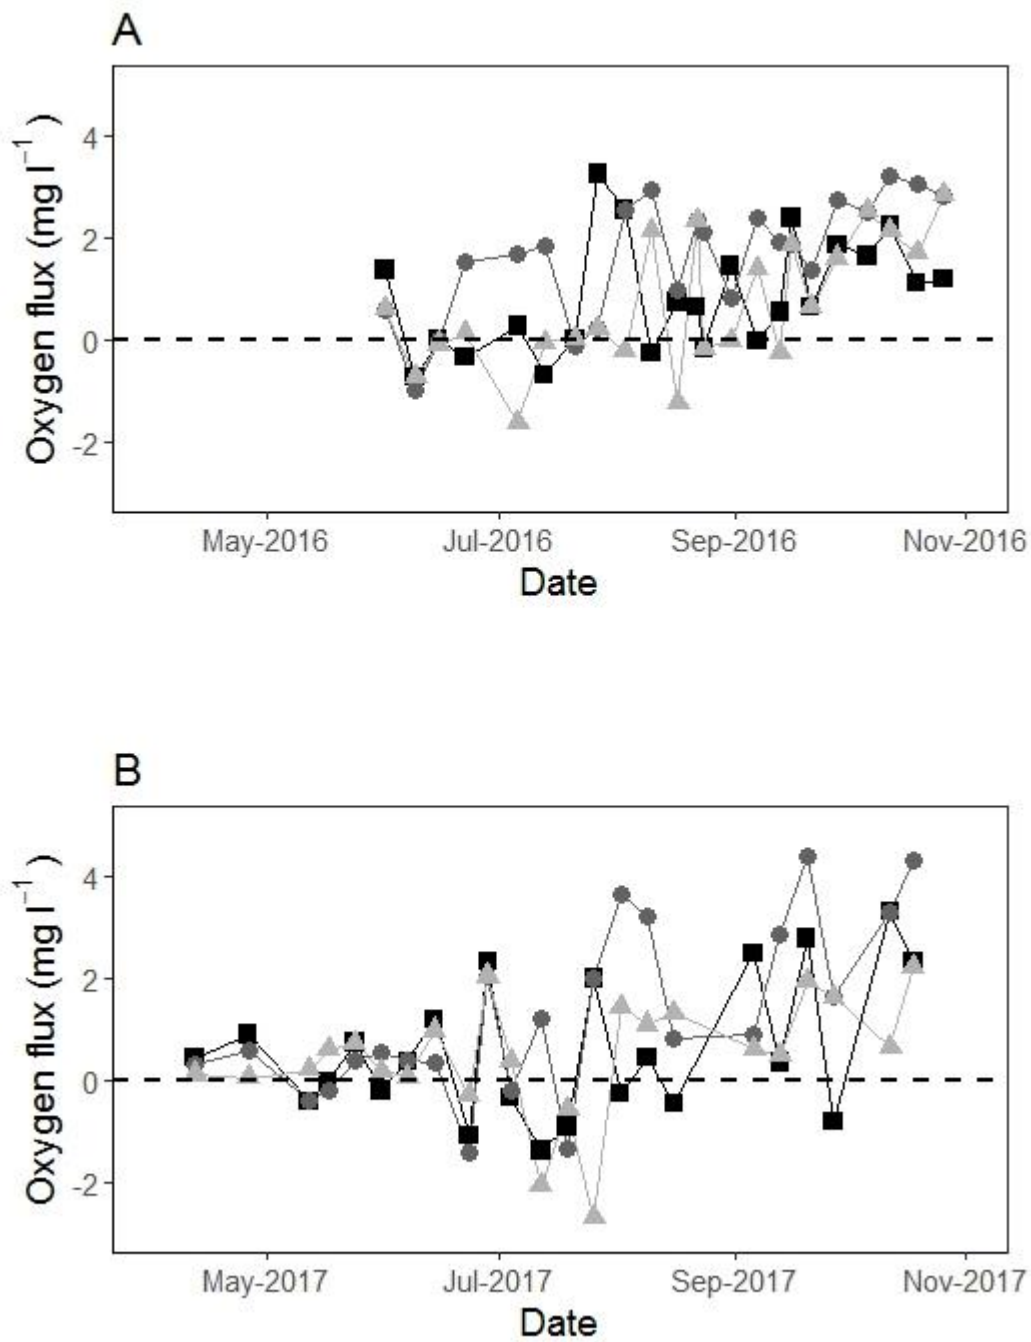 A
Oxygen flux (mg l⁻¹ )
4
2
0
-2
May-2016 Jul-2016 Sep-2016 Nov-2016
Date
B
Oxygen flux (mg l⁻¹ )
4
2
0
-2
May-2017 Jul-2017 Sep-2017 Nov-2017
Date